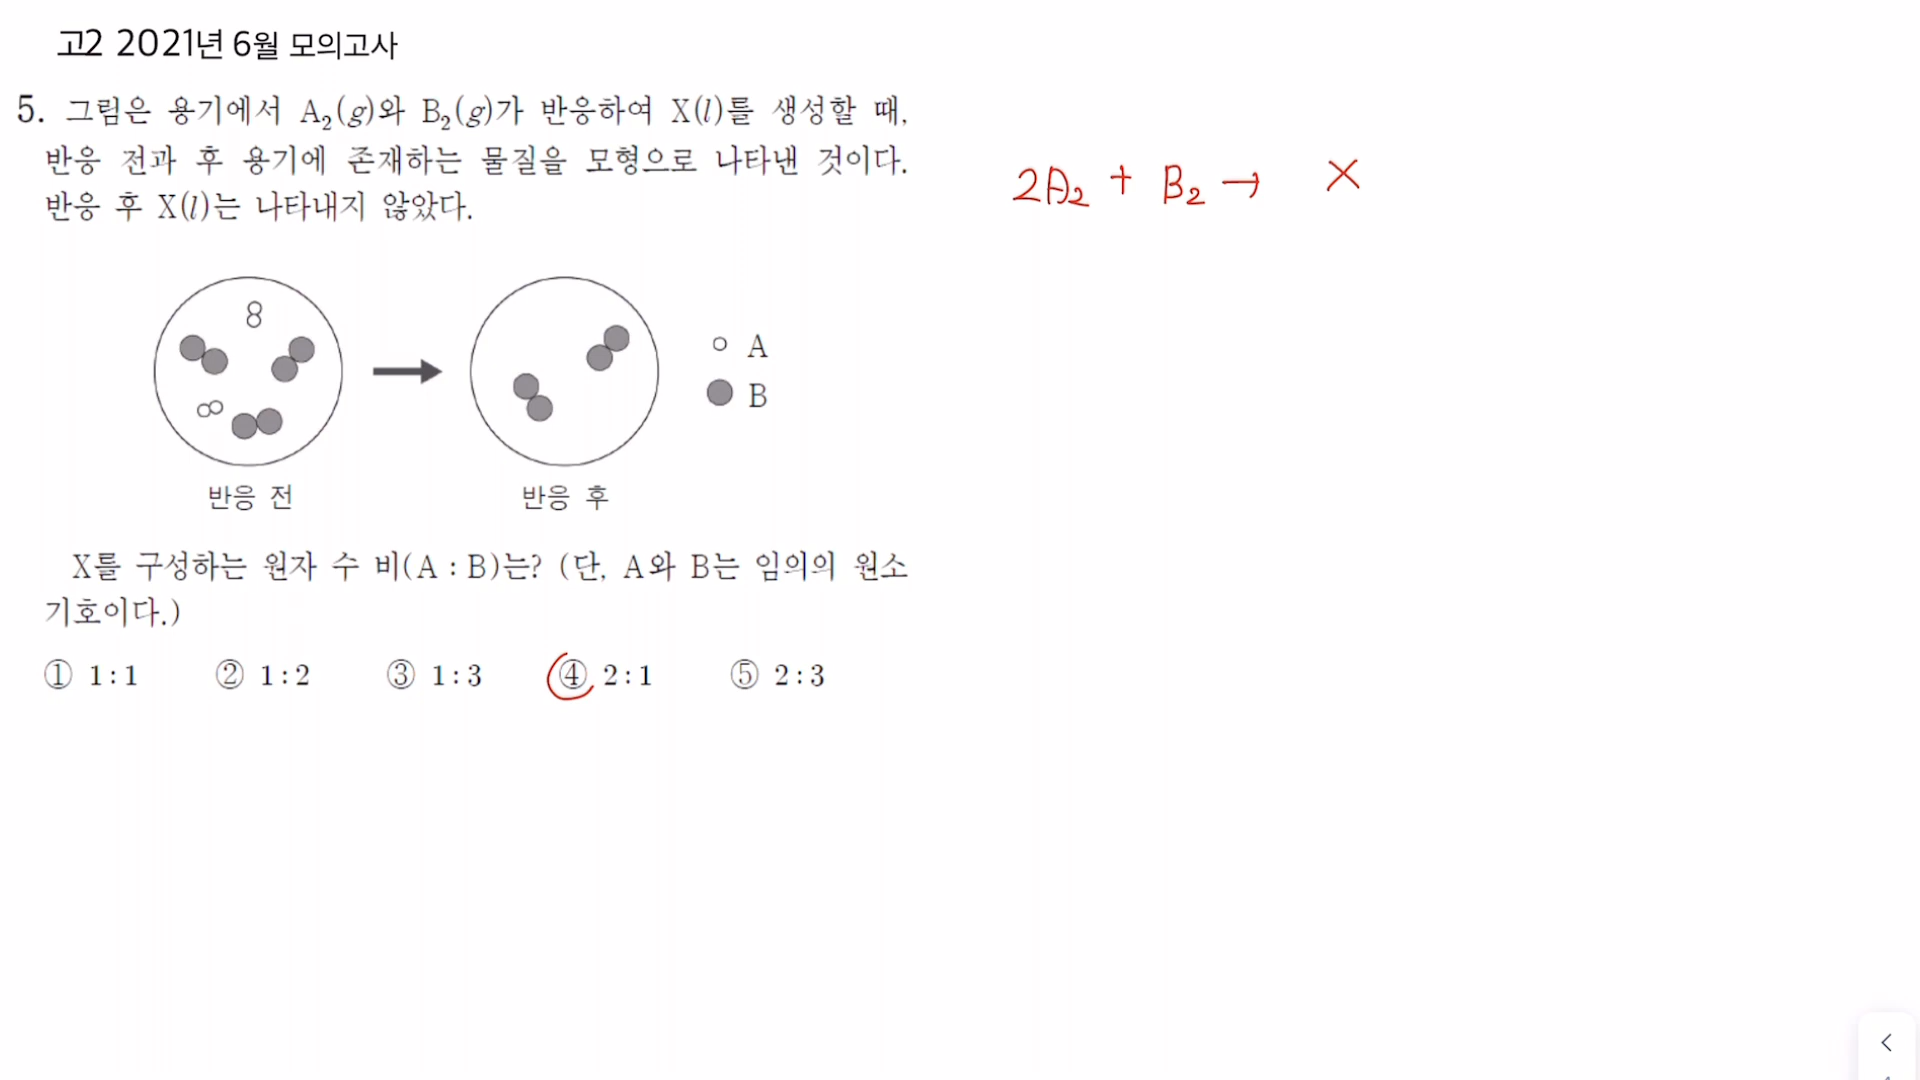 고2 2021년 6월 모의고사
5. 그림은 용기에서 A₂(g)와 B₂(g)가 반응하여 X(l)를 생성할 때,
반응 전과 후 용기에 존재하는 물질을 모형으로 나타낸 것이다.
반응 후 X(l)는 나타내지 않았다.
2A₂ + B₂ → X
A
B
반응 전
반응 후
X를 구성하는 원자 수 비(A : B)는? (단, A와 B는 임의의 원소
기호이다.)
① 1 : 1 ② 1 : 2 ③ 1 : 3 ④ 2 : 1 ⑤ 2 : 3